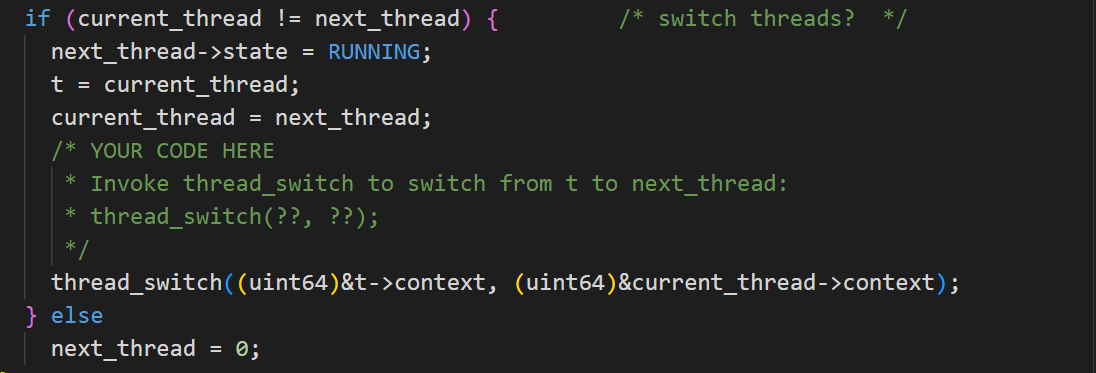 if (current_thread != next_thread) {         /* switch threads?  */
  next_thread->state = RUNNING;
  t = current_thread;
  current_thread = next_thread;
  /* YOUR CODE HERE
   * Invoke thread_switch to switch from t to next_thread:
   * thread_switch(??, ??);
   */
  thread_switch((uint64)&t->context, (uint64)&current_thread->context);
} else
  next_thread = 0;